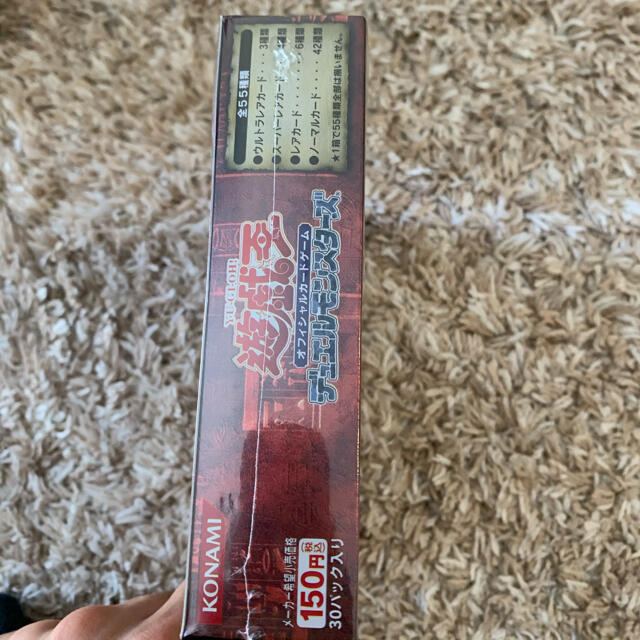 全55種類
●ウルトラレアカード・・・3種類
●スーパーレアカード・・4種類
●レアカード・・・・・・6種類
●ノーマルカード・・・・42種類
★1箱で55種類全部は揃いません。
YU-GI-OH!
遊戯王
オフィシャルカードゲーム
デュエルモンスターズ
KONAMI
メーカー希望小売価格
150円税込
30パック入り